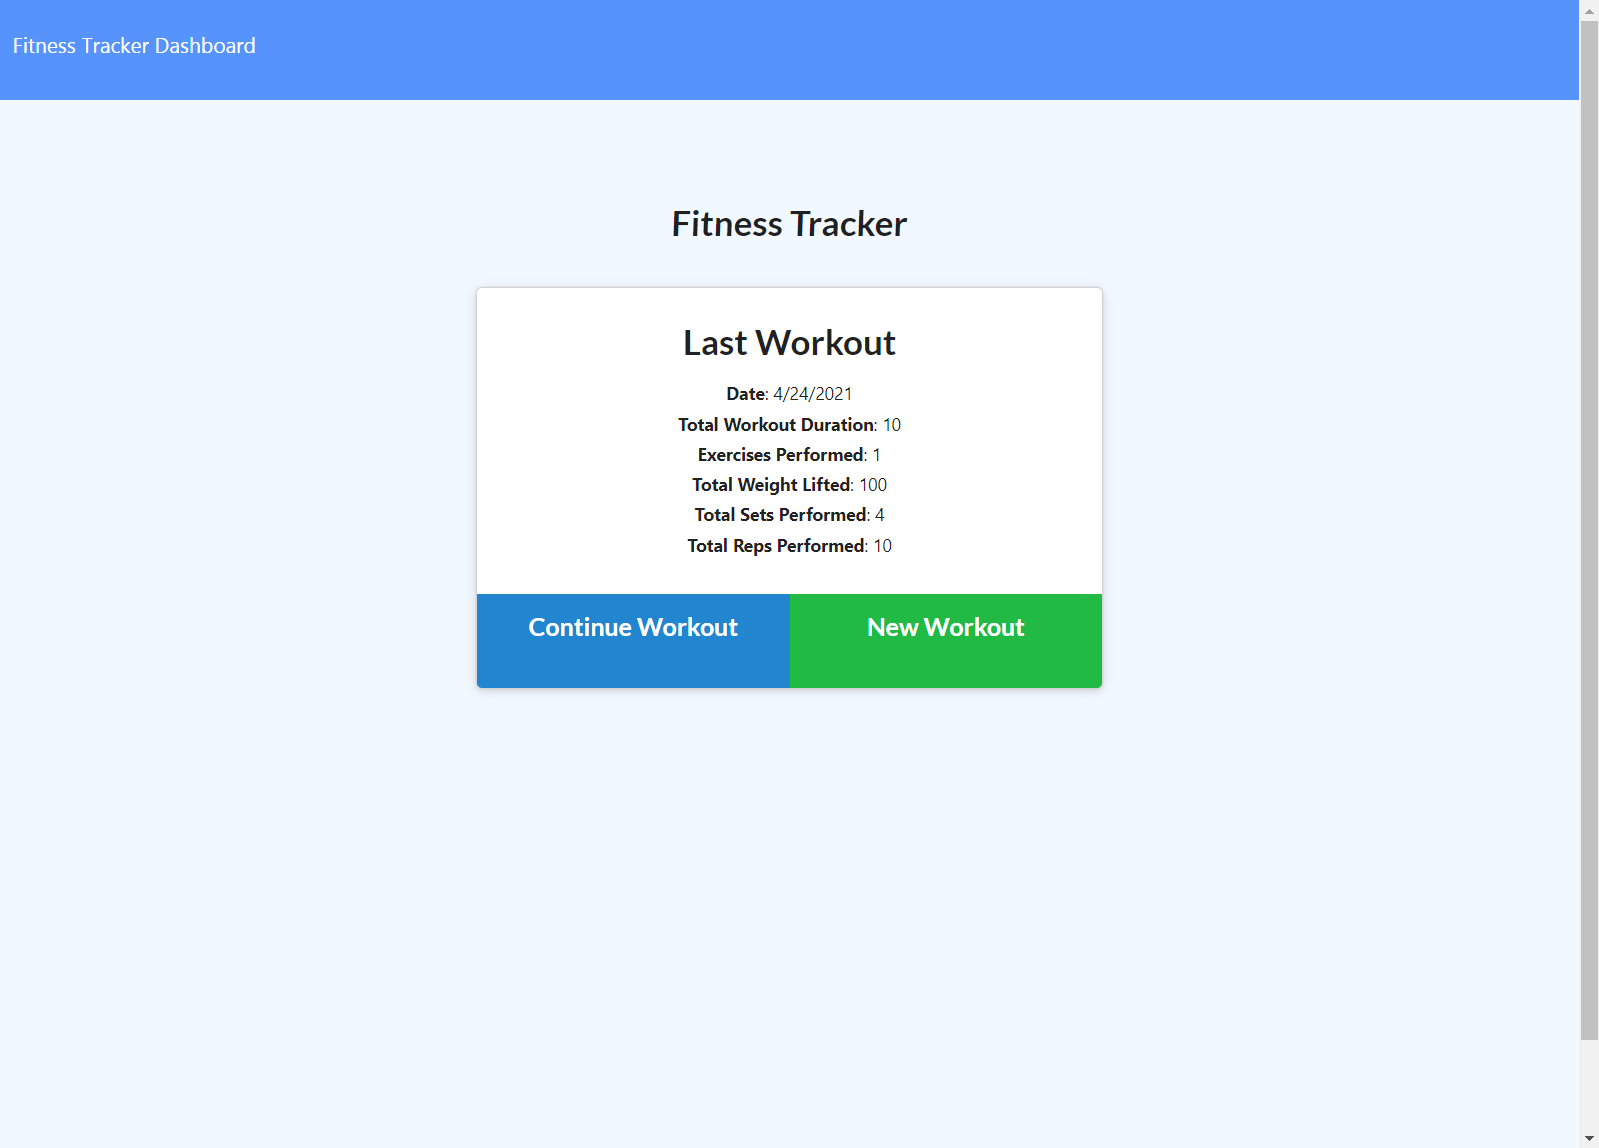 Fitness Tracker Dashboard
Fitness Tracker
Last Workout
Date: 4/24/2021
Total Workout Duration: 10
Exercises Performed: 1
Total Weight Lifted: 100
Total Sets Performed: 4
Total Reps Performed: 10
Continue Workout
New Workout